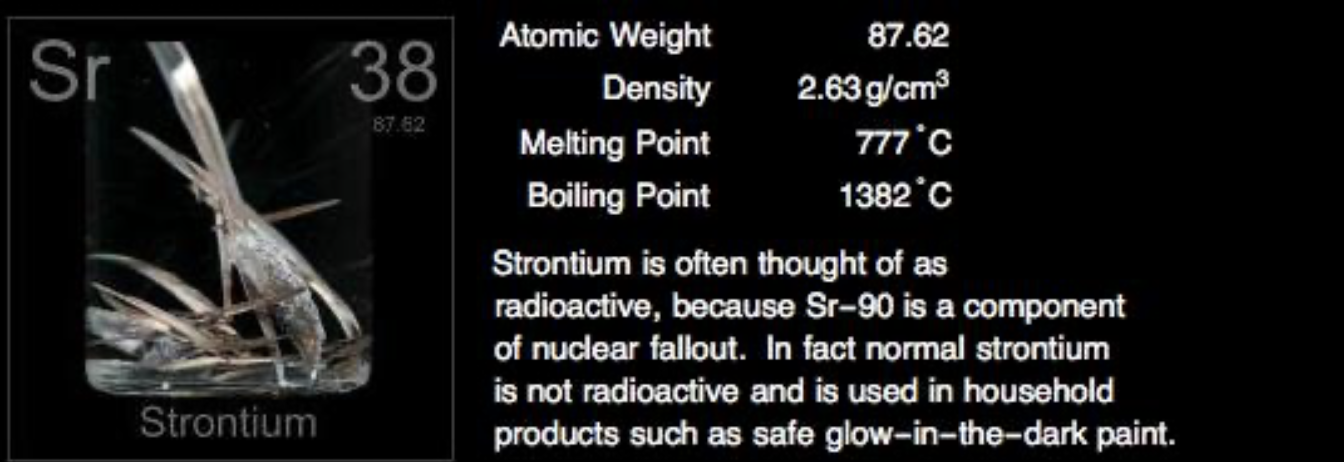 Sr 38
87.62
Strontium
Atomic Weight 87.62
Density 2.63 g/cm³
Melting Point 777 °C
Boiling Point 1382 °C
Strontium is often thought of as
radioactive, because Sr–90 is a component
of nuclear fallout.  In fact normal strontium
is not radioactive and is used in household
products such as safe glow–in–the–dark paint.